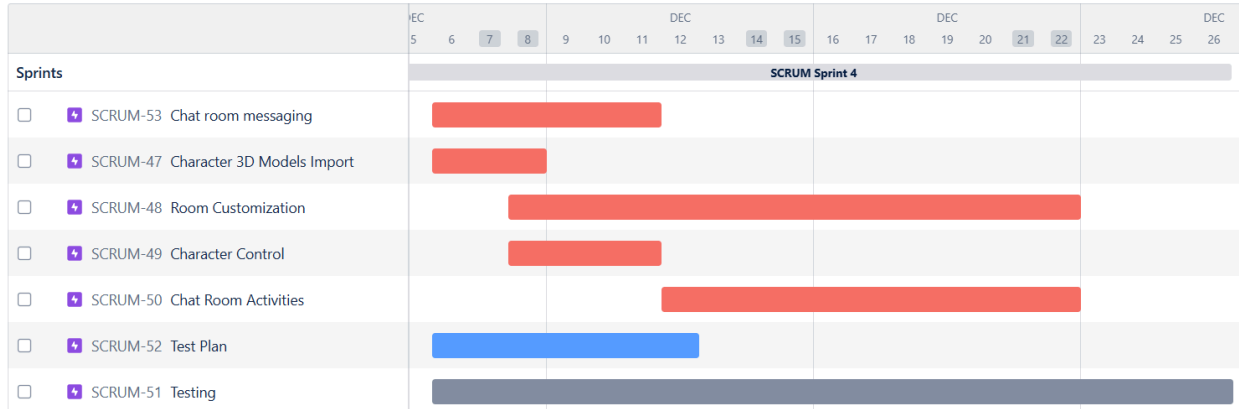 DEC DEC DEC DEC
5 6 7 8 9 10 11 12 13 14 15 16 17 18 19 20 21 22 23 24 25 26
Sprints SCRUM Sprint 4
SCRUM-53 Chat room messaging
SCRUM-47 Character 3D Models Import
SCRUM-48 Room Customization
SCRUM-49 Character Control
SCRUM-50 Chat Room Activities
SCRUM-52 Test Plan
SCRUM-51 Testing